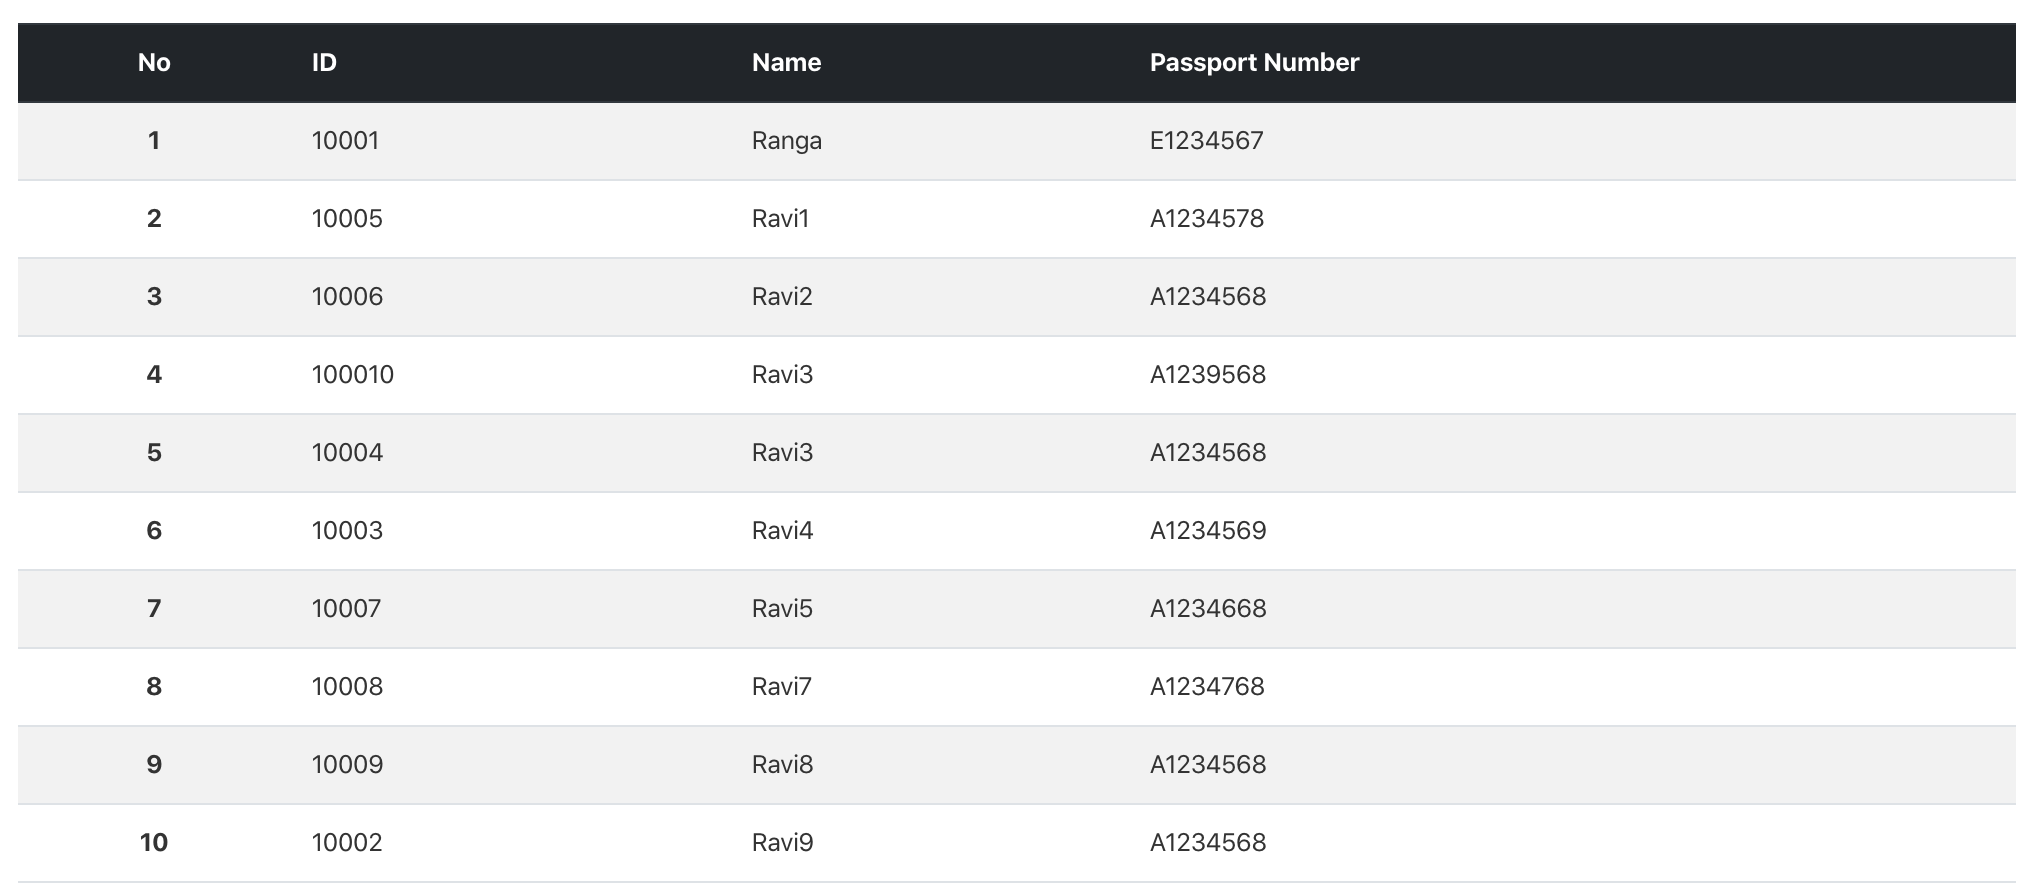 No ID Name Passport Number
1 10001 Ranga E1234567
2 10005 Ravi1 A1234578
3 10006 Ravi2 A1234568
4 100010 Ravi3 A1239568
5 10004 Ravi3 A1234568
6 10003 Ravi4 A1234569
7 10007 Ravi5 A1234668
8 10008 Ravi7 A1234768
9 10009 Ravi8 A1234568
10 10002 Ravi9 A1234568